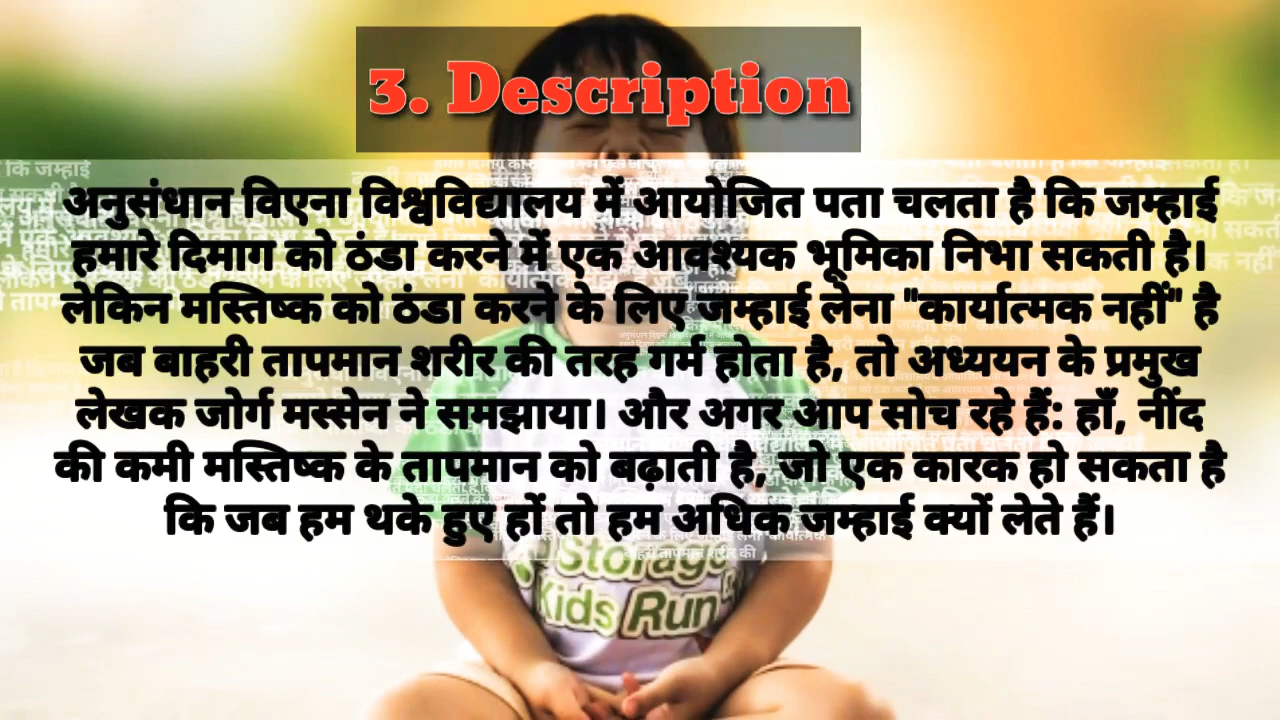 3. Description
अनुसंधान विएना विश्वविद्यालय में आयोजित पता चलता है कि जम्हाई
हमारे दिमाग को ठंडा करने में एक आवश्यक भूमिका निभा सकती है।
लेकिन मस्तिष्क को ठंडा करने के लिए जम्हाई लेना "कार्यात्मक नहीं" है
जब बाहरी तापमान शरीर की तरह गर्म होता है, तो अध्ययन के प्रमुख
लेखक जोर्ग मस्सेन ने समझाया। और अगर आप सोच रहे हैं: हाँ, नींद
की कमी मस्तिष्क के तापमान को बढ़ाती है, जो एक कारक हो सकता है
कि जब हम थके हुए हों तो हम अधिक जम्हाई क्यों लेते हैं।
Storage
Kids Run